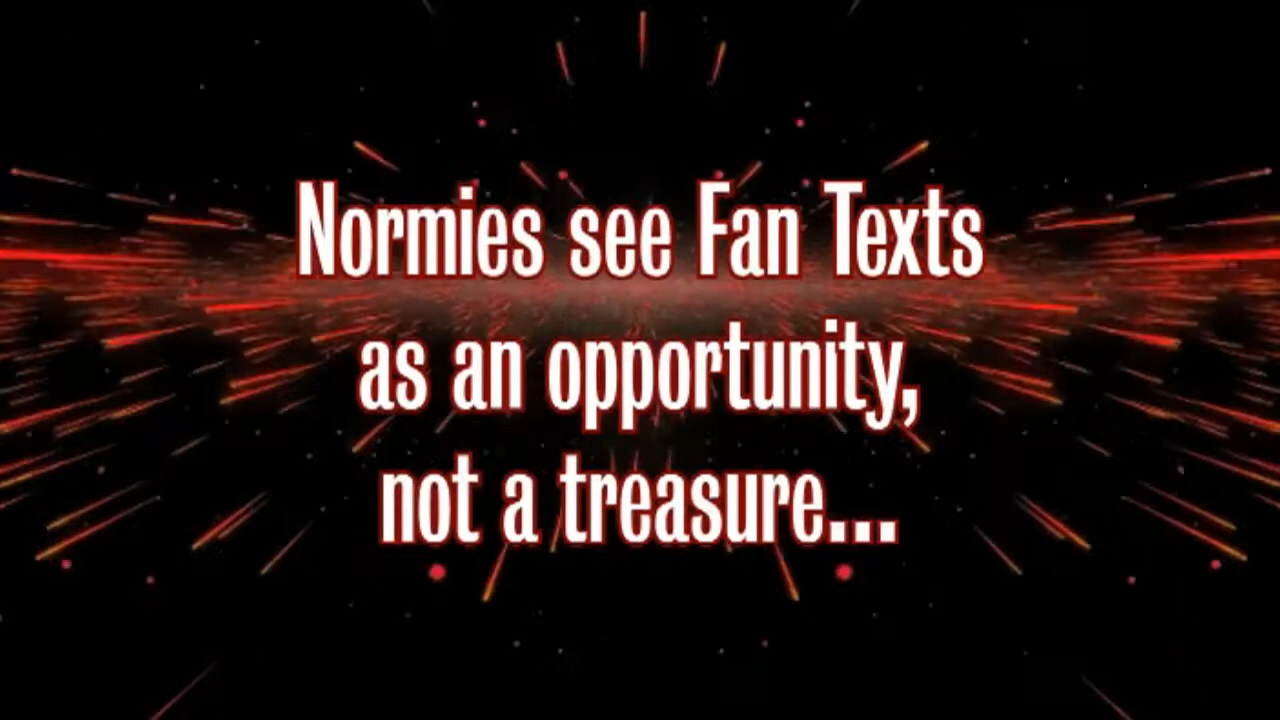 Normies see Fan Texts
as an opportunity,
not a treasure...